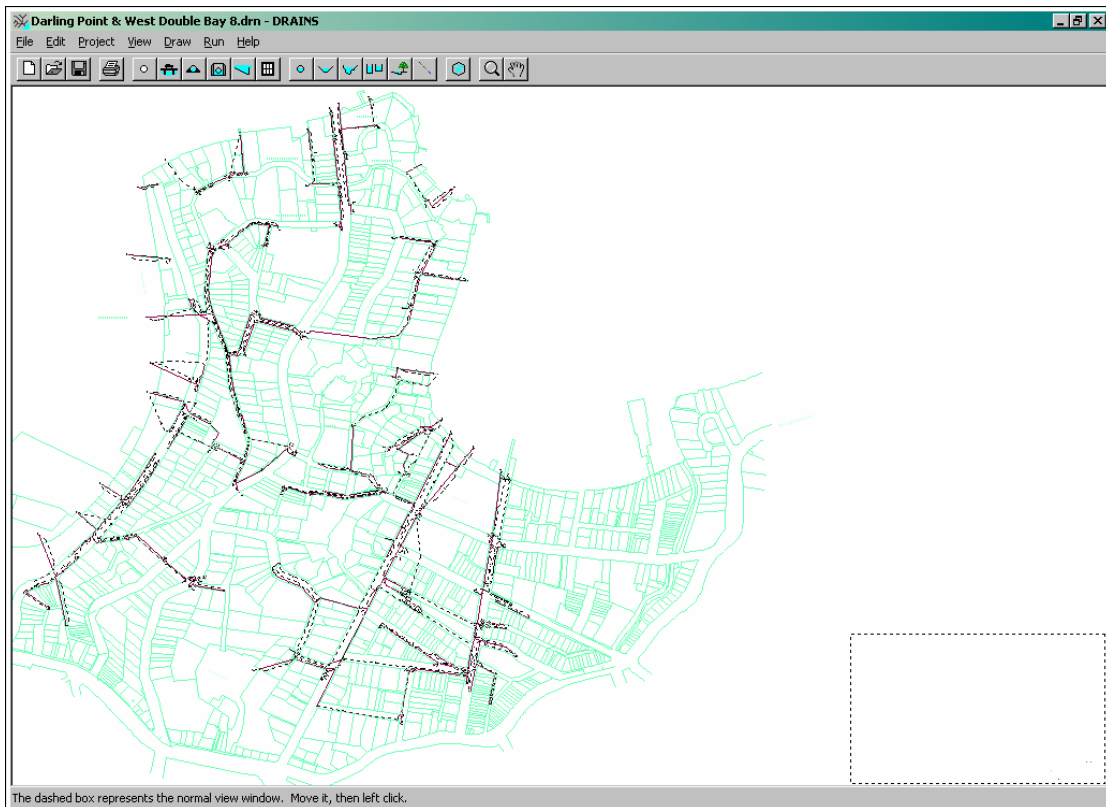 Darling Point & West Double Bay 8.drn - DRAINS
File Edit Project View Draw Run Help
The dashed box represents the normal view window. Move it, then left click.